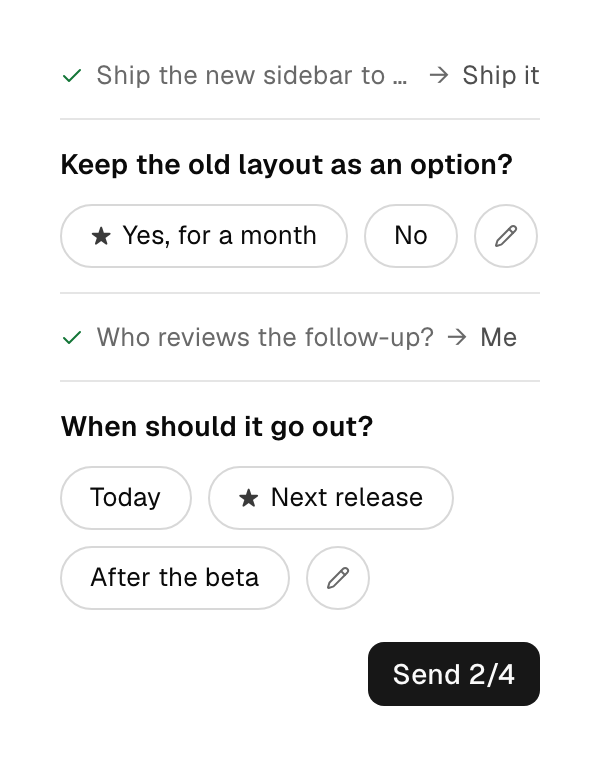 Ship the new sidebar to ... → Ship it
Keep the old layout as an option?
★ Yes, for a month No
Who reviews the follow-up? → Me
When should it go out?
Today ★ Next release
After the beta
Send 2/4